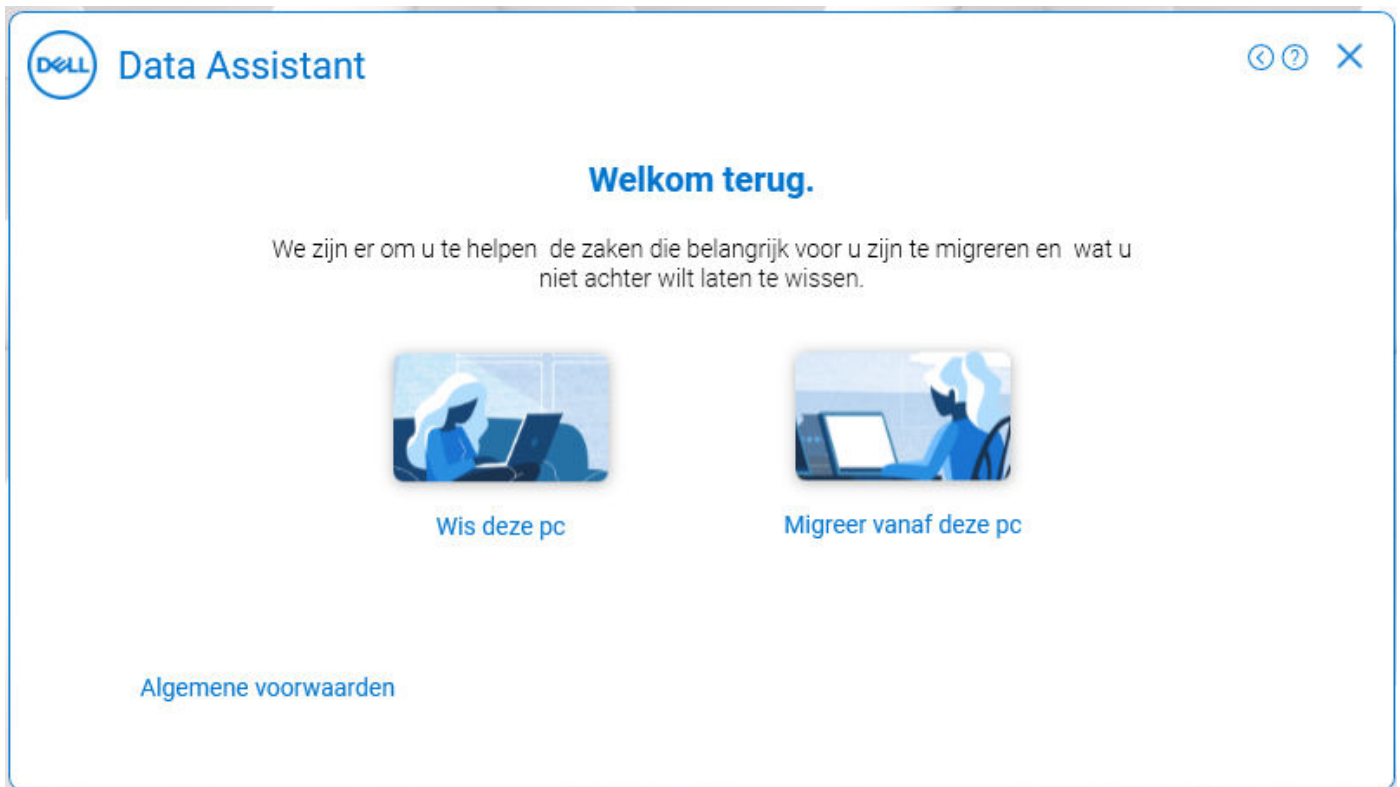 DELL Data Assistant
Welkom terug.
We zijn er om u te helpen  de zaken die belangrijk voor u zijn te migreren en  wat u
niet achter wilt laten te wissen.
Wis deze pc
Migreer vanaf deze pc
Algemene voorwaarden